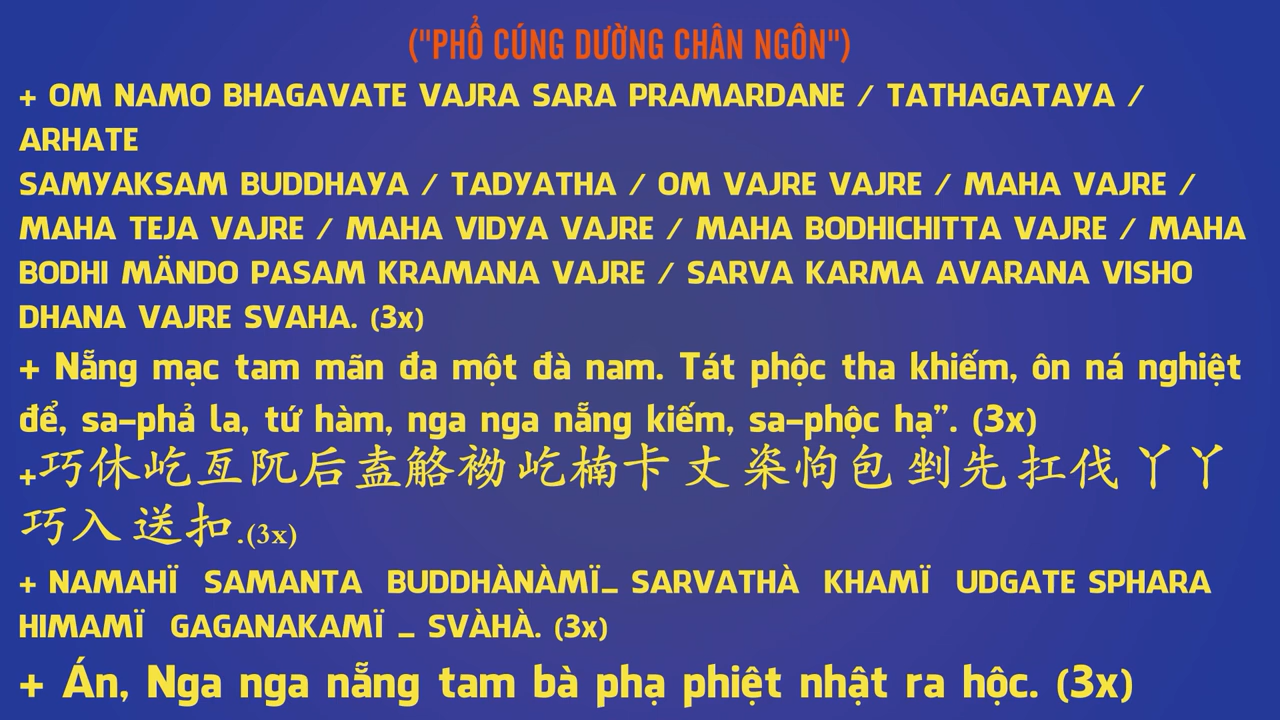 ("PHỔ CÚNG DƯỜNG CHÂN NGÔN")
+ OM NAMO BHAGAVATE VAJRA SARA PRAMARDANE / TATHAGATAYA /
ARHATE
SAMYAKSAM BUDDHAYA / TADYATHA / OM VAJRE VAJRE / MAHA VAJRE /
MAHA TEJA VAJRE / MAHA VIDYA VAJRE / MAHA BODHICHITTA VAJRE / MAHA
BODHI MÄNDO PASAM KRAMANA VAJRE / SARVA KARMA AVARANA VISHO
DHANA VAJRE SVAHA. (3x)
+ Nẵng mạc tam mãn đa một đà nam. Tát phộc tha khiếm, ôn ná nghiệt
để, sa-phả la, tứ hàm, nga nga nẵng kiếm, sa-phộc hạ”. (3x)
+巧休屹亙阢后盍觡袎屹楠卡丈粢恂包剉先扛伐丫丫
巧入送扣.(3x)
+ NAMAHÏ SAMANTA BUDDHÀNÀMÏ_ SARVATHÀ KHAMÏ UDGATE SPHARA
HIMAMÏ GAGANAKAMÏ _ SVÀHÀ. (3x)
+ Án, Nga nga nẵng tam bà phạ phiệt nhật ra hộc. (3x)